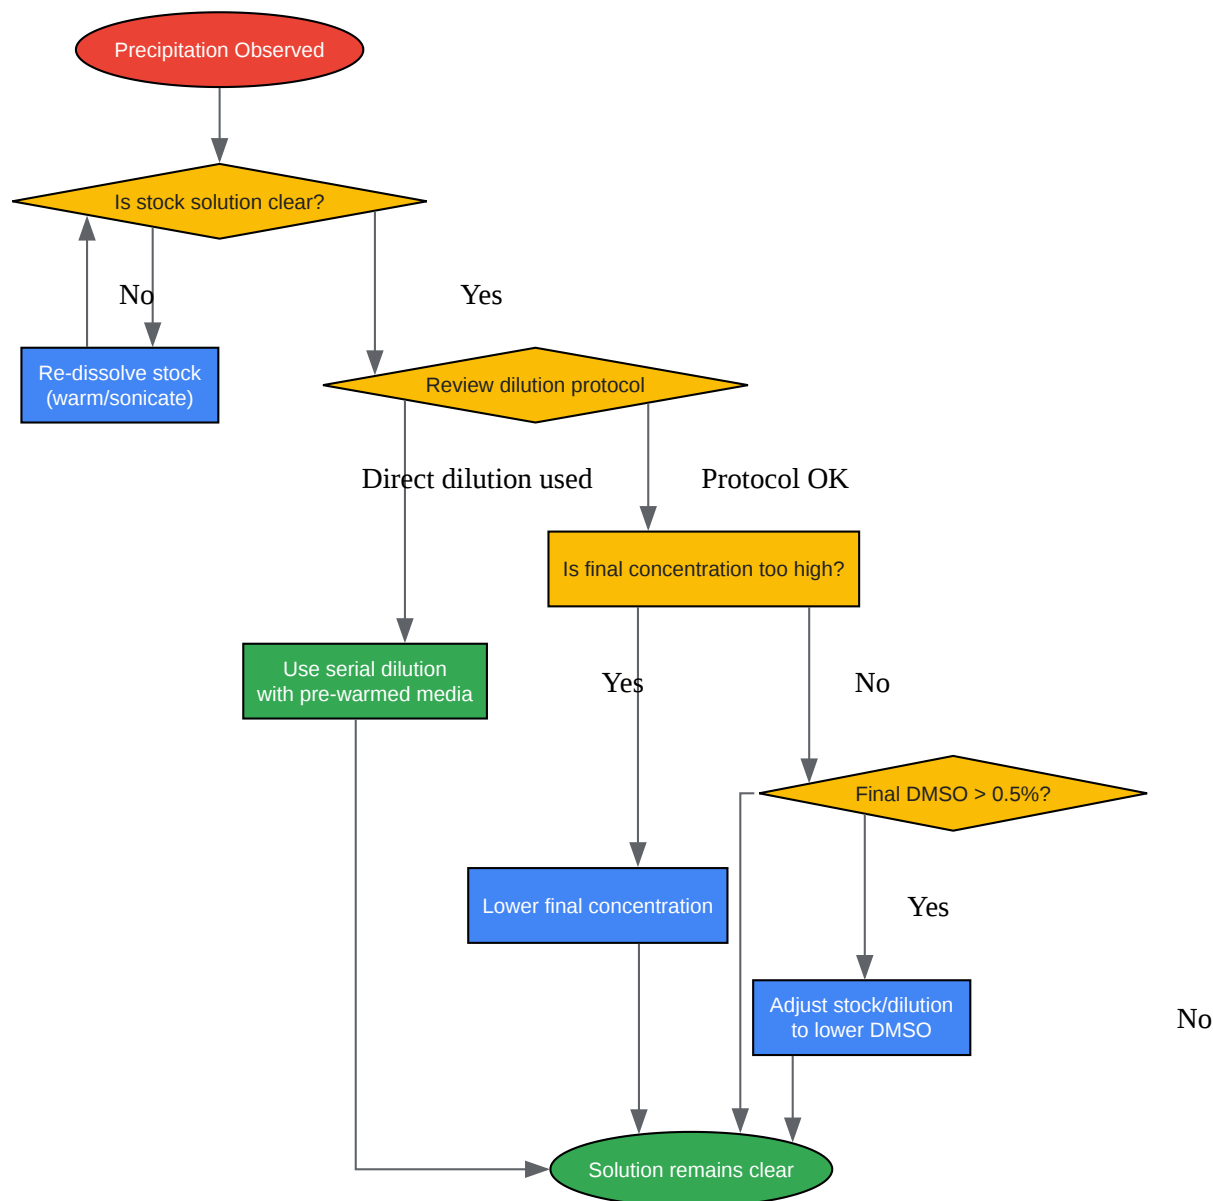 Precipitation Observed
Is stock solution clear?
No
Yes
Re-dissolve stock
(warm/sonicate)
Review dilution protocol
Direct dilution used
Protocol OK
Is final concentration too high?
Use serial dilution
with pre-warmed media
Yes
No
Final DMSO > 0.5%?
Lower final concentration
Yes
Adjust stock/dilution
to lower DMSO
No
Solution remains clear